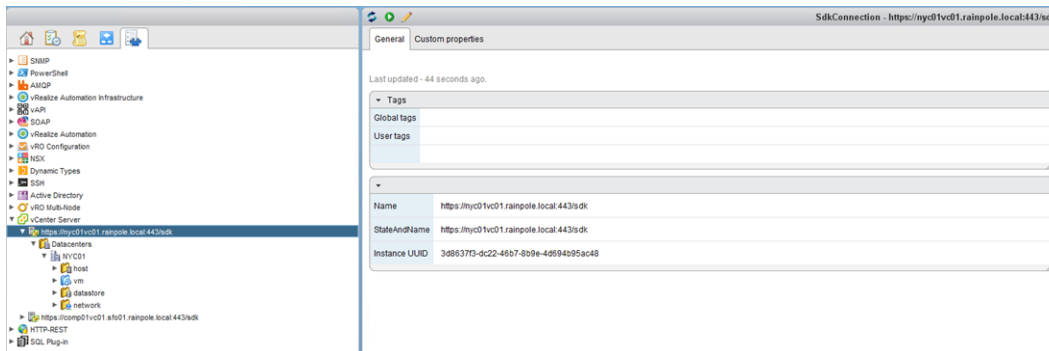 SdkConnection - https://nyc01vc01.rainpole.local:443/sd
General Custom properties
Last updated - 44 seconds ago.
Tags
Global tags
User tags
Name https://nyc01vc01.rainpole.local:443/sdk
StateAndName https://nyc01vc01.rainpole.local:443/sdk
Instance UUID 3d8637f3-dc22-46b7-8b9e-4d694b95ac48
SNMP
PowerShell
AMQP
vRealize Automation Infrastructure
vAPI
SOAP
vRealize Automation
vRO Configuration
NSX
Dynamic Types
SSH
Active Directory
vRO Multi-Node
vCenter Server
https://nyc01vc01.rainpole.local:443/sdk
Datacenters
NYC01
host
vm
datastore
network
https://comp01vc01.sfo01.rainpole.local:443/sdk
HTTP-REST
SQL Plug-in